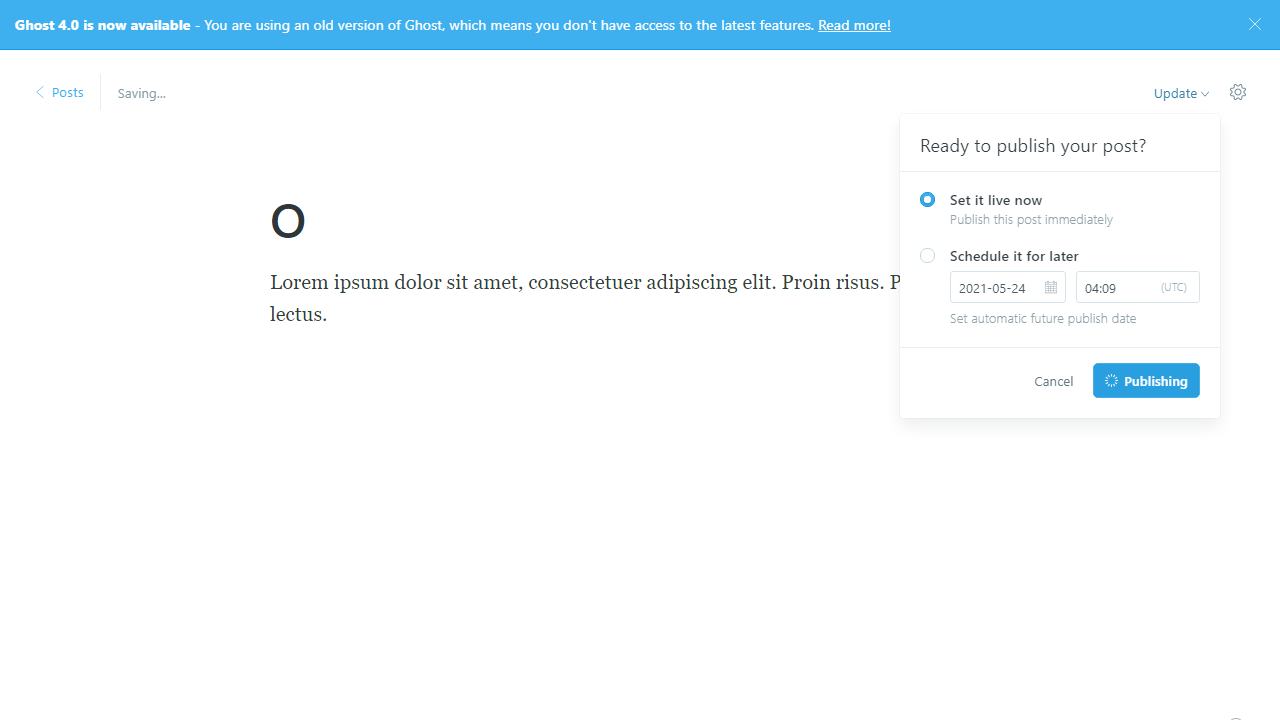 Ghost 4.0 is now available - You are using an old version of Ghost, which means you don't have access to the latest features. Read more!
Posts
Saving...
Update
Ready to publish your post?
Set it live now
Publish this post immediately
O
Schedule it for later
Lorem ipsum dolor sit amet, consectetuer adipiscing elit. Proin risus. P
lectus.
2021-05-24
04:09 (UTC)
Set automatic future publish date
Cancel
Publishing